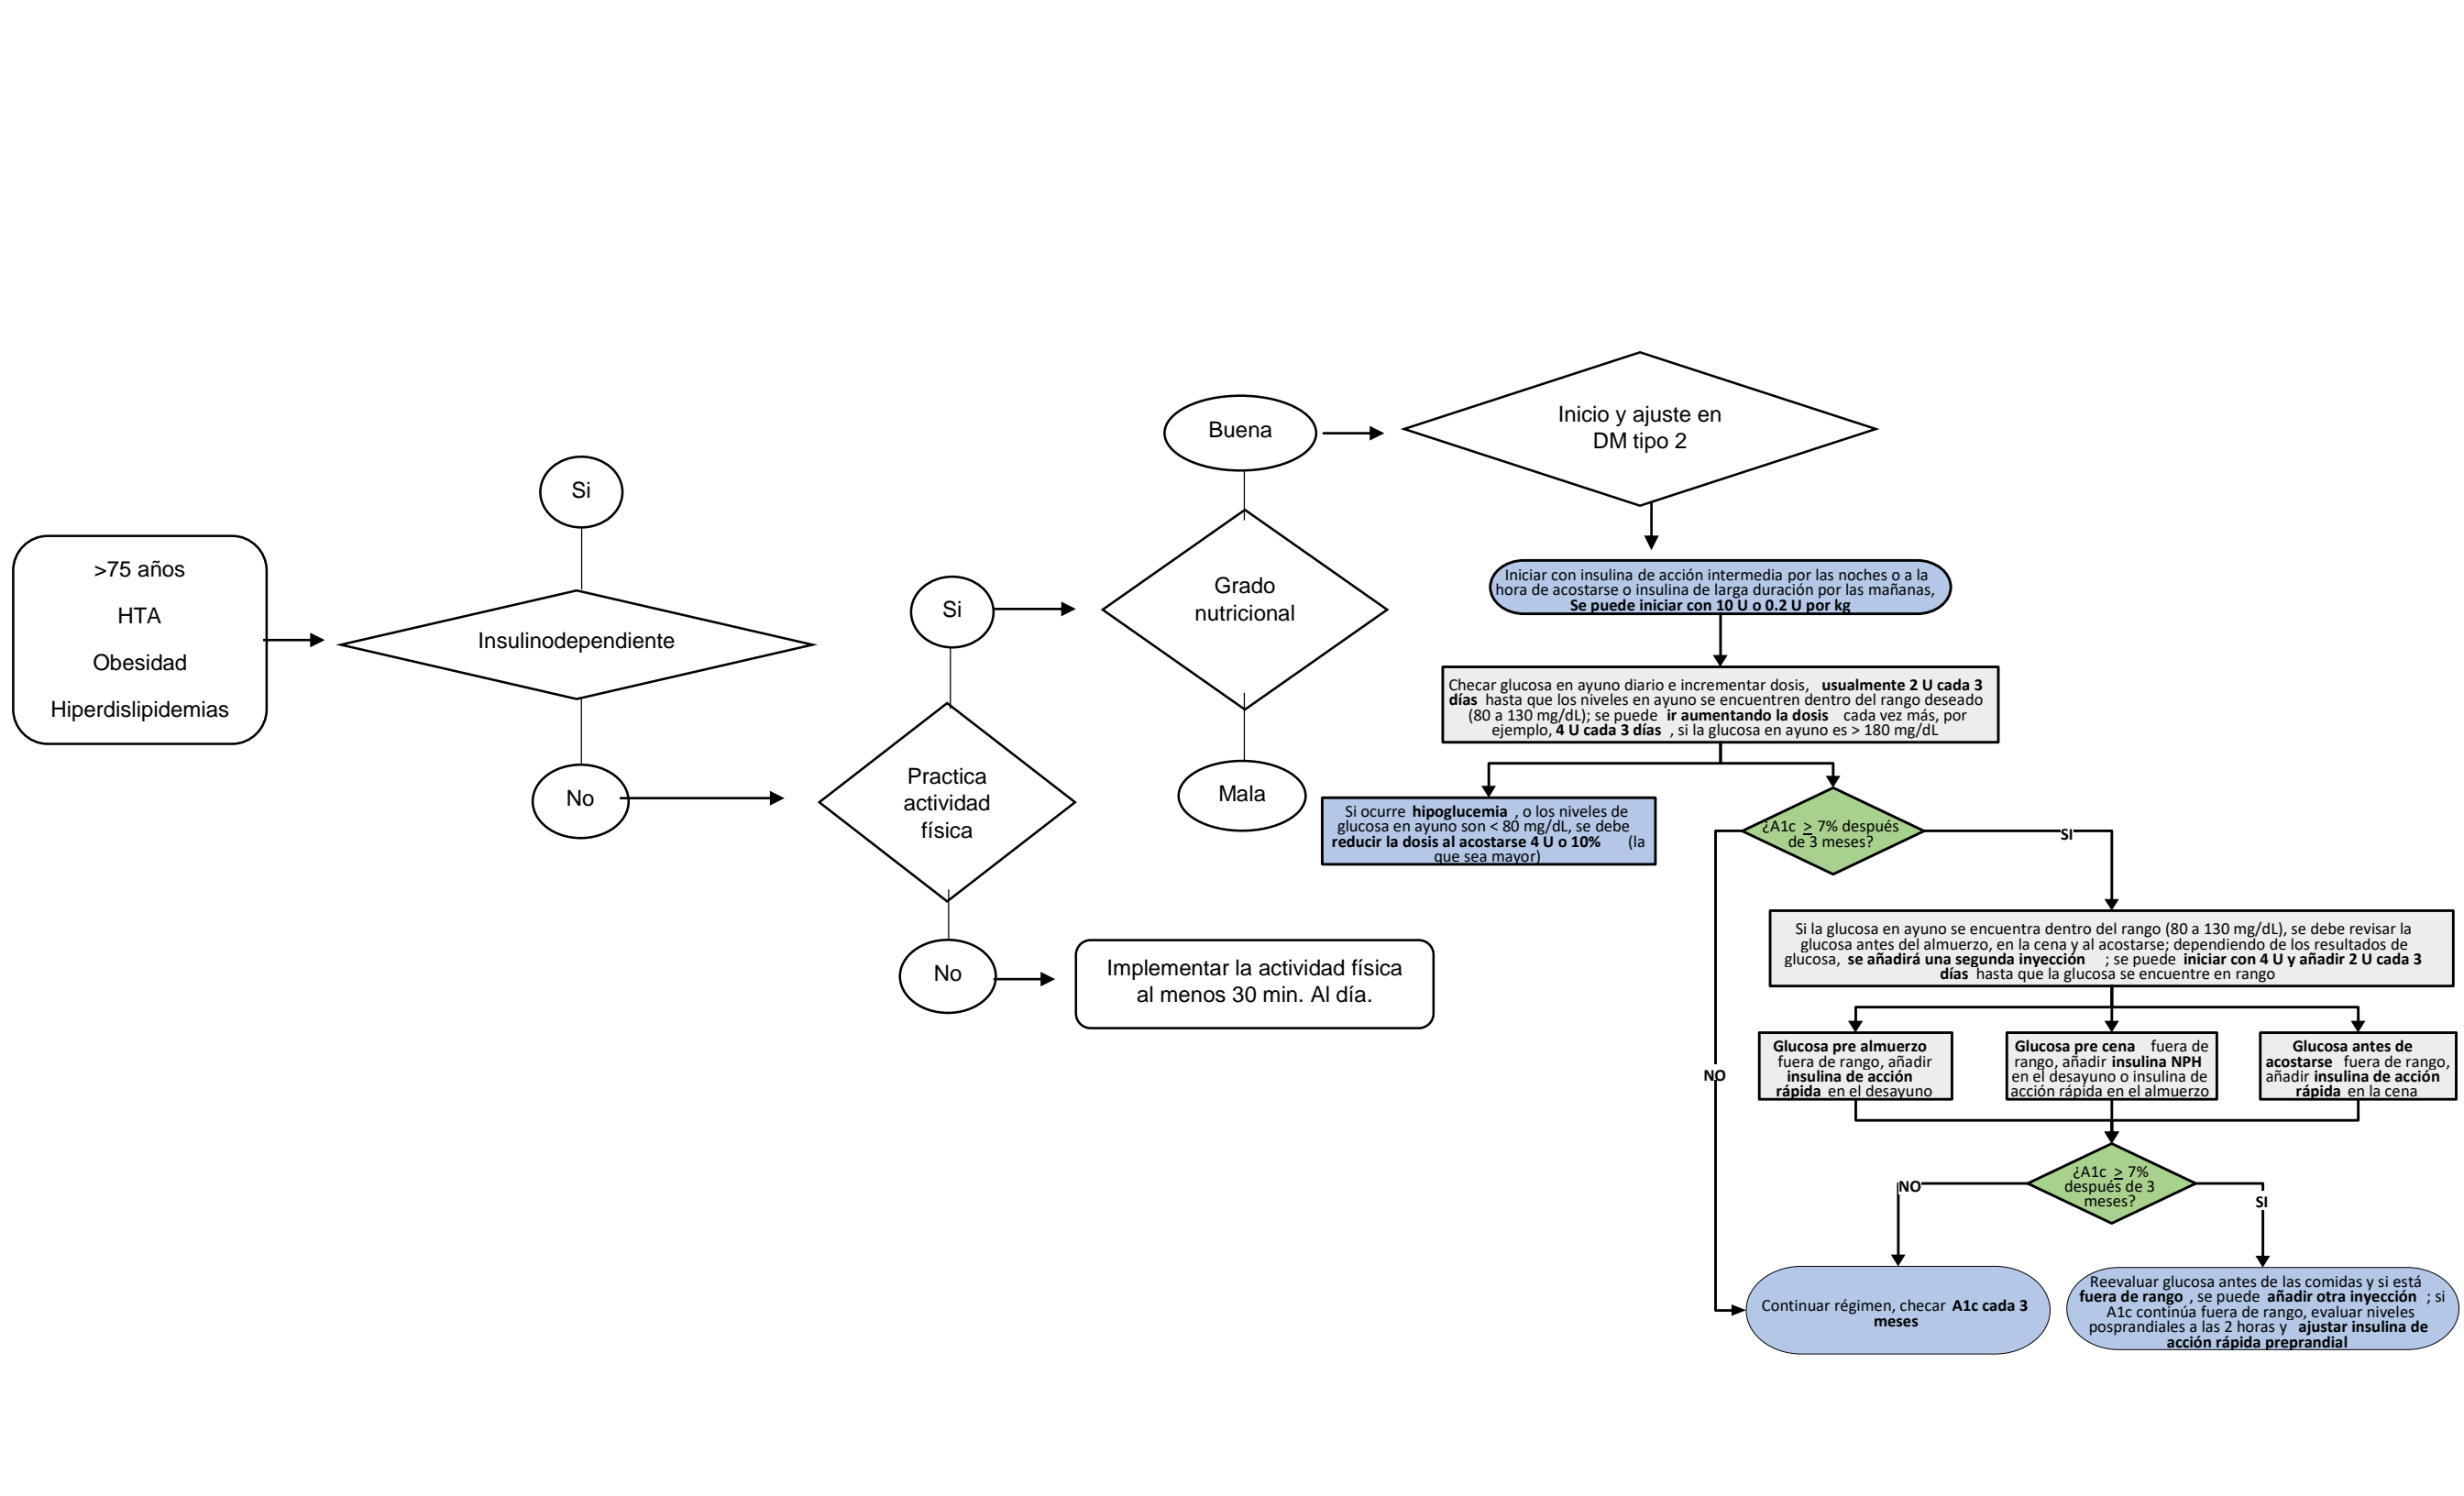 >75 años
HTA
Obesidad
Hiperdislipidemias
Si
Insulinodependiente
No
Si
Practica
actividad
física
No
Implementar la actividad física
al menos 30 min. Al día.
Buena
Grado
nutricional
Mala
Inicio y ajuste en
DM tipo 2
Iniciar con insulina de acción intermedia por las noches o a la
hora de acostarse o insulina de larga duración por las mañanas,
Se puede iniciar con 10 U o 0.2 U por kg
Checar glucosa en ayuno diario e incrementar dosis, usualmente 2 U cada 3
días hasta que los niveles en ayuno se encuentren dentro del rango deseado
(80 a 130 mg/dL); se puede ir aumentando la dosis cada vez más, por
ejemplo, 4 U cada 3 días , si la glucosa en ayuno es > 180 mg/dL
Si ocurre hipoglucemia , o los niveles de
glucosa en ayuno son < 80 mg/dL, se debe
reducir la dosis al acostarse 4 U o 10% (la
que sea mayor)
¿A1c ≥ 7% después
de 3 meses?
SI
NO
Si la glucosa en ayuno se encuentra dentro del rango (80 a 130 mg/dL), se debe revisar la
glucosa antes del almuerzo, en la cena y al acostarse; dependiendo de los resultados de
glucosa, se añadirá una segunda inyección ; se puede iniciar con 4 U y añadir 2 U cada 3
días hasta que la glucosa se encuentre en rango
Glucosa pre almuerzo
fuera de rango, añadir
insulina de acción
rápida en el desayuno
Glucosa pre cena fuera de
rango, añadir insulina NPH
en el desayuno o insulina de
acción rápida en el almuerzo
Glucosa antes de
acostarse fuera de rango,
añadir insulina de acción
rápida en la cena
¿A1c ≥ 7%
después de 3
meses?
NO
SI
Continuar régimen, checar A1c cada 3
meses
Reevaluar glucosa antes de las comidas y si está
fuera de rango , se puede añadir otra inyección ; si
A1c continúa fuera de rango, evaluar niveles
posprandiales a las 2 horas y ajustar insulina de
acción rápida preprandial